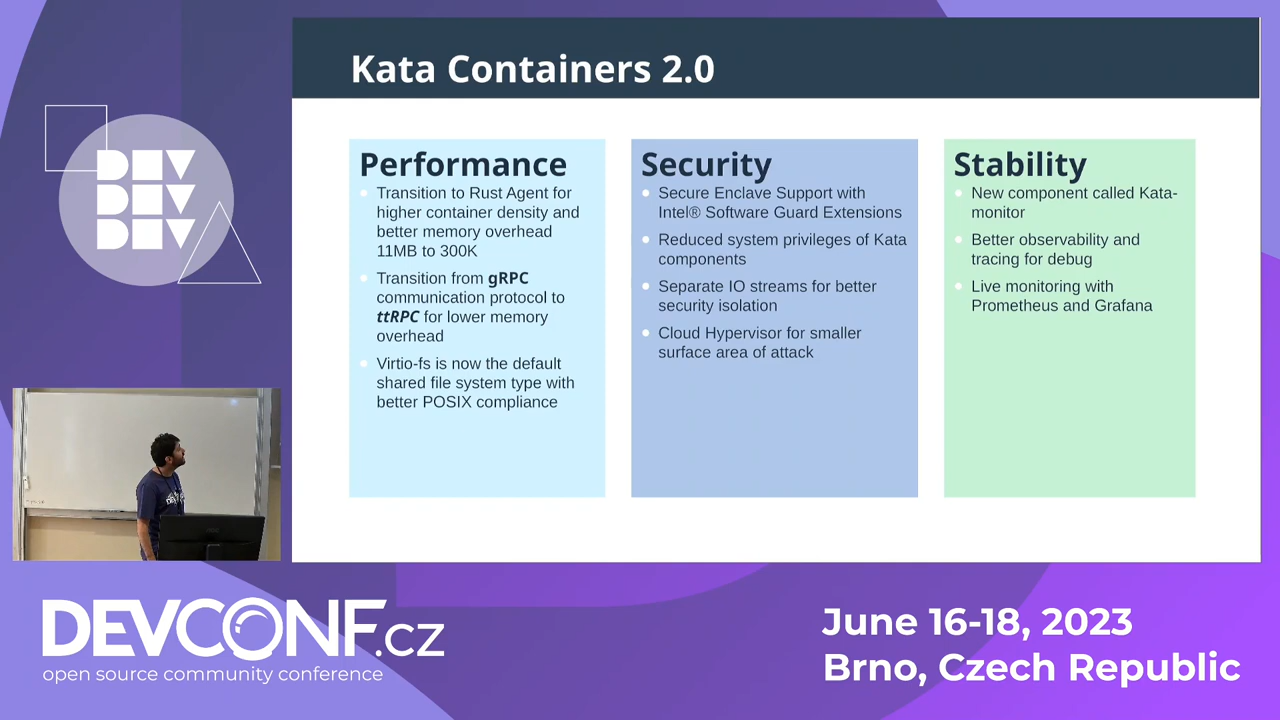 Kata Containers 2.0
Performance
Transition to Rust Agent for
higher container density and
better memory overhead
11MB to 300K
Transition from gRPC
communication protocol to
ttRPC for lower memory
overhead
Virtio-fs is now the default
shared file system type with
better POSIX compliance
Security
Secure Enclave Support with
Intel® Software Guard Extensions
Reduced system privileges of Kata
components
Separate IO streams for better
security isolation
Cloud Hypervisor for smaller
surface area of attack
Stability
New component called Kata-
monitor
Better observability and
tracing for debug
Live monitoring with
Prometheus and Grafana
DEV
DEV
DEV
DEVCONF.cz
open source community conference
June 16-18, 2023
Brno, Czech Republic